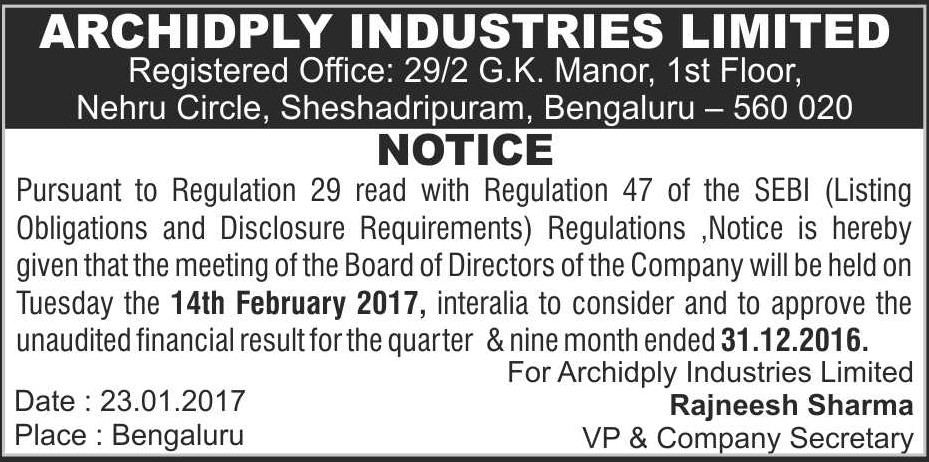 ARCHIDPLY INDUSTRIES LIMITED
Registered Office: 29/2 G.K. Manor, 1st Floor,
Nehru Circle, Sheshadripuram, Bengaluru – 560 020
NOTICE
Pursuant to Regulation 29 read with Regulation 47 of the SEBI (Listing
Obligations and Disclosure Requirements) Regulations ,Notice is hereby
given that the meeting of the Board of Directors of the Company will be held on
Tuesday the 14th February 2017, interalia to consider and to approve the
unaudited financial result for the quarter & nine month ended 31.12.2016.
For Archidply Industries Limited
Date : 23.01.2017
Rajneesh Sharma
Place : Bengaluru
VP & Company Secretary